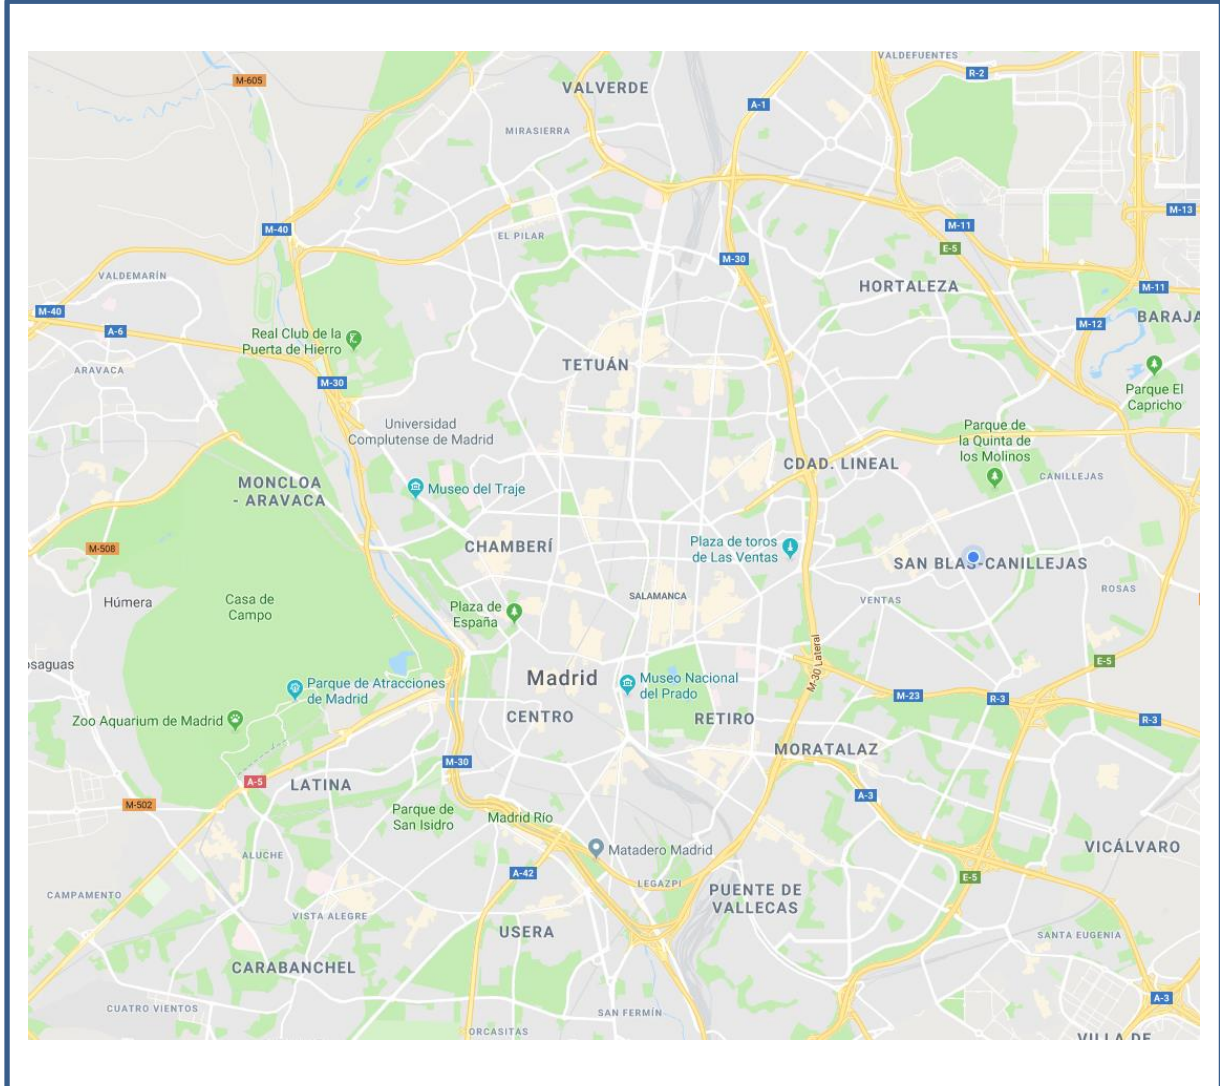 VALDEFUENTES
M-605
R-2
VALVERDE
A-1
MIRASIERRA
M-13
M-40
M-11
EL PILAR
E-5
M-30
VALDEMARÍN
HORTALEZA
M-11
M-40
BARAJA
M-12
A-6
Real Club de la
Puerta de Hierro
TETUÁN
ARAVACA
M-30
Parque El
Capricho
Universidad
Complutense de Madrid
Parque de
la Quinta de
los Molinos
CDAD. LINEAL
CANILLEJAS
MONCLOA
- ARAVACA
Museo del Traje
M-508
CHAMBERÍ
Plaza de toros
de Las Ventas
SAN BLAS-CANILLEJAS
ROSAS
Húmera
Casa de
Campo
Plaza de
España
SALAMANCA
VENTAS
M-30 Lateral
osaguas
E-5
Parque de Atracciones
de Madrid
Madrid
Museo Nacional
del Prado
M-23
R-3
Zoo Aquarium de Madrid
CENTRO
RETIRO
R-3
MORATALAZ
M-30
A-5
LATINA
M-502
A-3
Parque de
San Isidro
Madrid Río
Matadero Madrid
VICÁLVARO
ALUCHE
A-42
LEGAZPI
E-5
CAMPAMENTO
PUENTE DE
VALLECAS
VISTA ALEGRE
USERA
SANTA EUGENIA
CARABANCHEL
A-3
CUATRO VIENTOS
SAN FERMÍN
ORCASITAS
VILLA DE